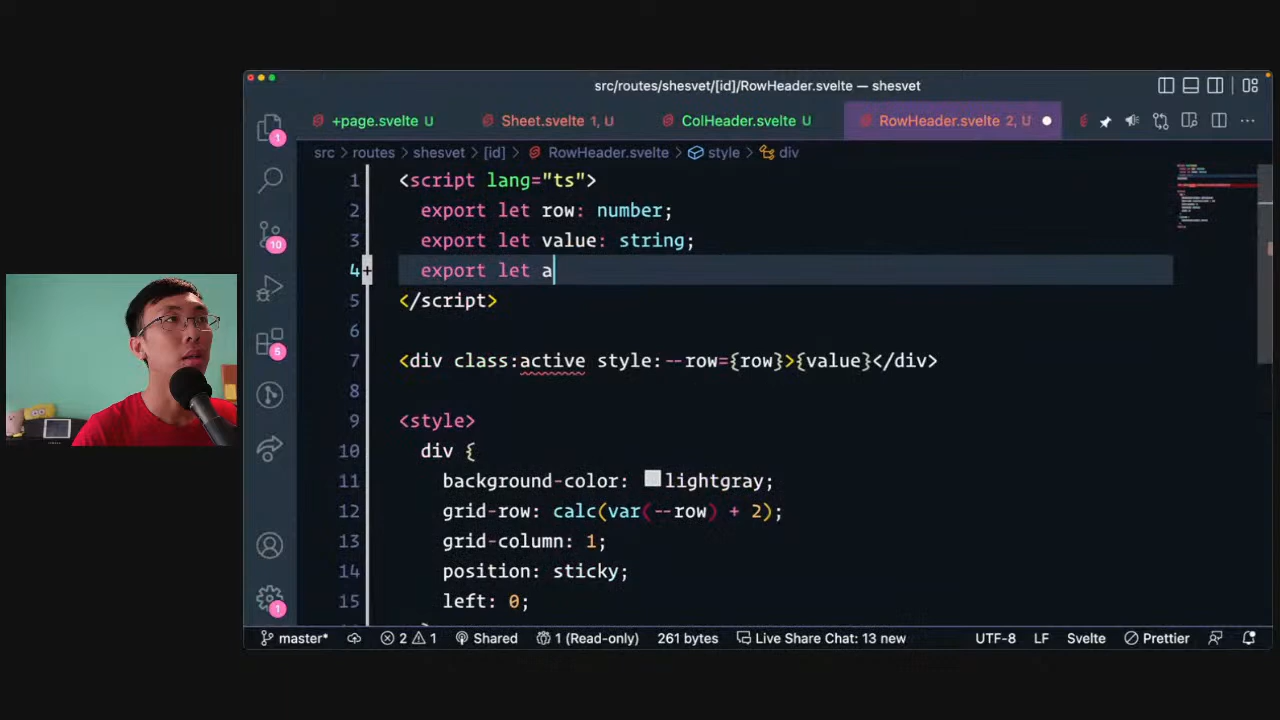 src/routes/shesvet/[id]/RowHeader.svelte — shesvet
+page.svelte U
Sheet.svelte 1, U
ColHeader.svelte U
RowHeader.svelte 2, U
src > routes > shesvet > [id] > RowHeader.svelte > style > div
1 <script lang="ts">
2 export let row: number;
3 export let value: string;
4 + export let a
5 </script>
6
7 <div class:active style:--row={row}>{value}</div>
8
9 <style>
10 div {
11 background-color: lightgray;
12 grid-row: calc(var(--row) + 2);
13 grid-column: 1;
14 position: sticky;
15 left: 0;
1
10
5
1
master* 2 1 Shared 1 (Read-only) 261 bytes Live Share Chat: 13 new UTF-8 LF Svelte Prettier